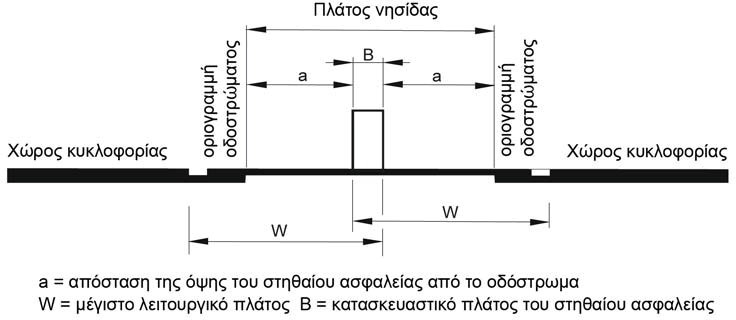 Πλάτος νησίδας
B
a
a
οριογραμμή
οδοστρώματος
οριογραμμή
οδοστρώματος
Χώρος κυκλοφορίας
Χώρος κυκλοφορίας
W
W
a = απόσταση της όψης του στηθαίου ασφαλείας από το οδόστρωμα
W = μέγιστο λειτουργικό πλάτος B = κατασκευαστικό πλάτος του στηθαίου ασφαλείας